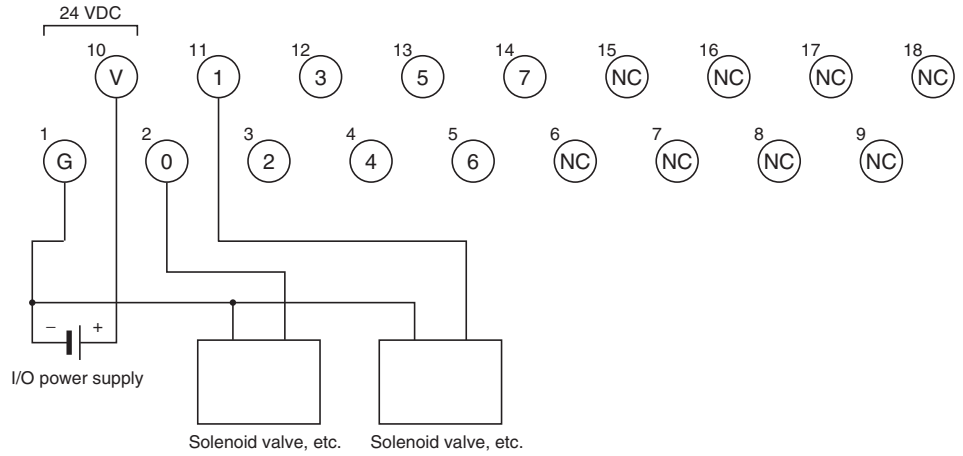 24 VDC
10 11 12 13 14 15 16 17 18
V 1 3 5 7 NC NC NC NC
1 2 3 4 5 6 7 8 9
G 0 2 4 6 NC NC NC NC
− +
I/O power supply
Solenoid valve, etc. Solenoid valve, etc.